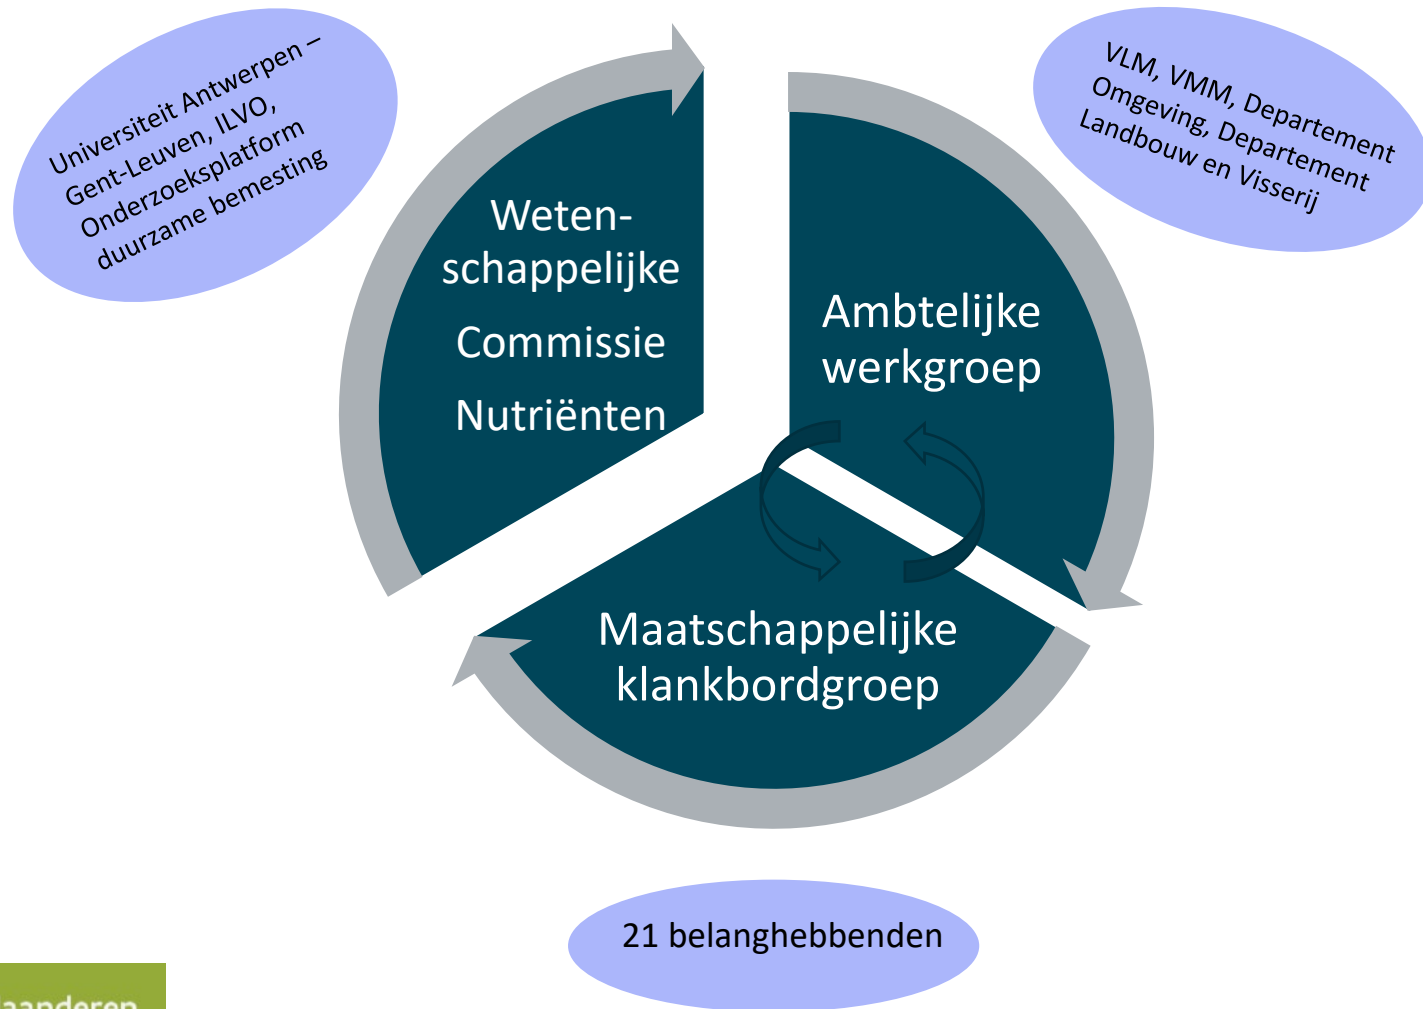 Universiteit Antwerpen –
Gent-Leuven, ILVO,
Onderzoeksplatform
duurzame bemesting
VLM, VMM, Departement
Omgeving, Departement
Landbouw en Visserij
Weten-
schappelijke
Commissie
Nutriënten
Ambtelijke
werkgroep
Maatschappelijke
klankbordgroep
21 belanghebbenden